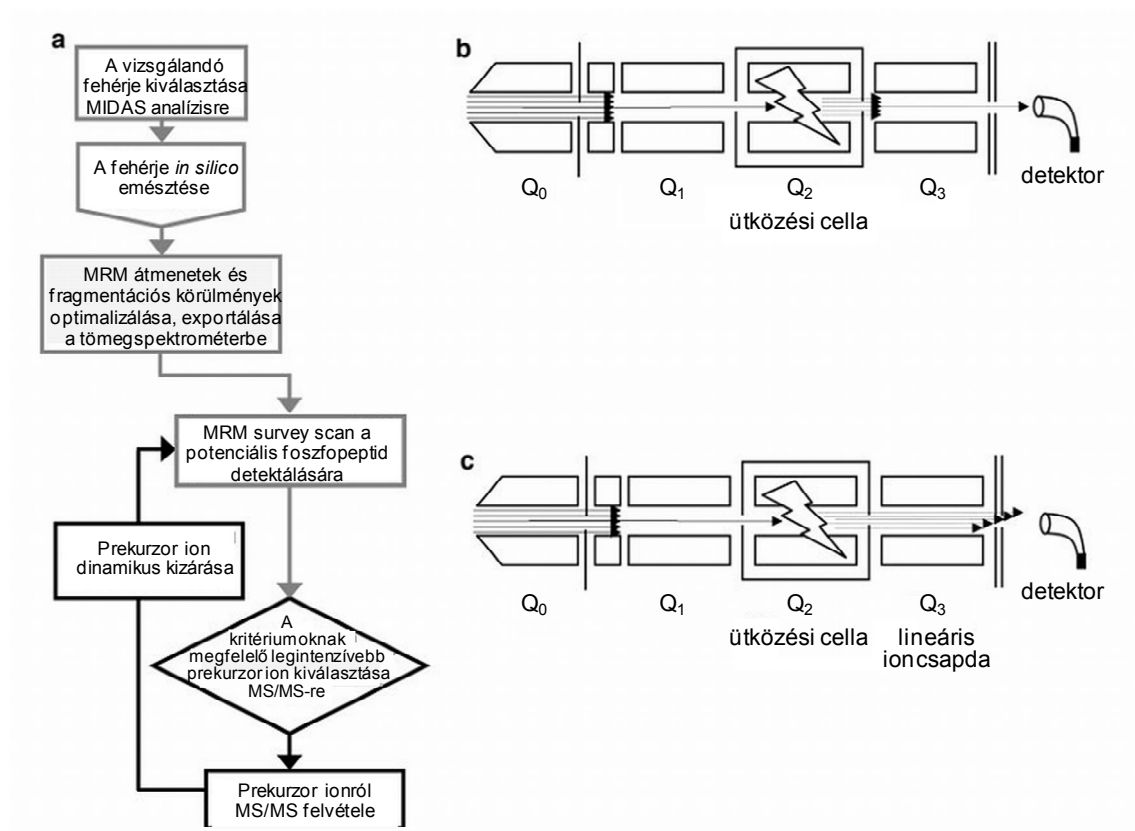 a
A vizsgálandó
fehérje kiválasztása
MIDAS analízisre
A fehérje in silico
emésztése
MRM átmenetek és
fragmentációs körülmények
optimalizálása, exportálása
a tömegspektrométerbe
MRM survey scan a
potenciális foszfopeptid
detektálására
Prekurzor ion
dinamikus kizárása
A
kritériumoknak
megfelelő legintenzívebb
prekurzor ion kiválasztása
MS/MS-re
Prekurzor ionról
MS/MS felvétele
b
Q0 Q1 Q2 Q3
detektor
ütközési cella
c
Q0 Q1 Q2 Q3
detektor
ütközési cella
lineáris
ioncsapda